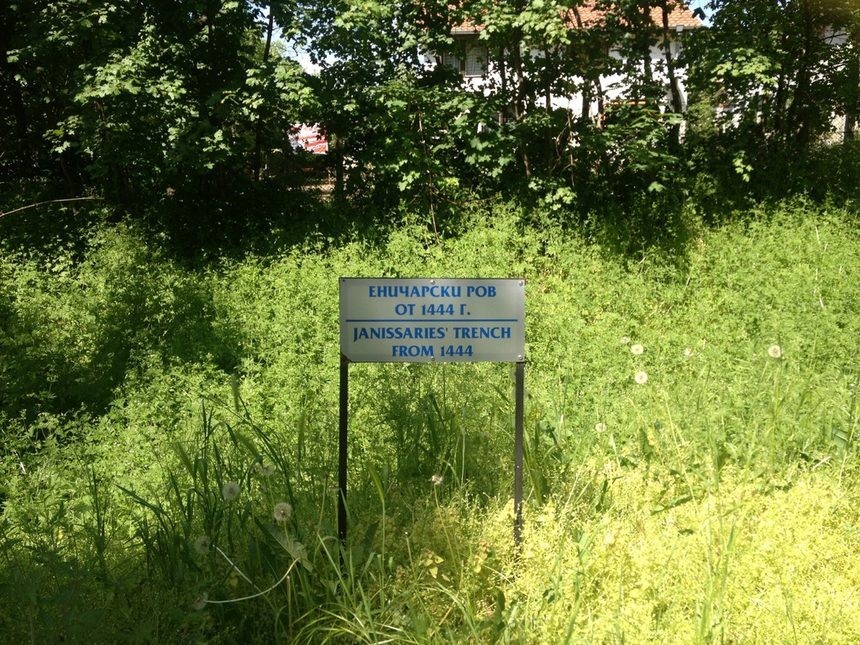 ЕНИЧАРСКИ РОВ
ОТ 1444 Г.
JANISSARIES' TRENCH
FROM 1444